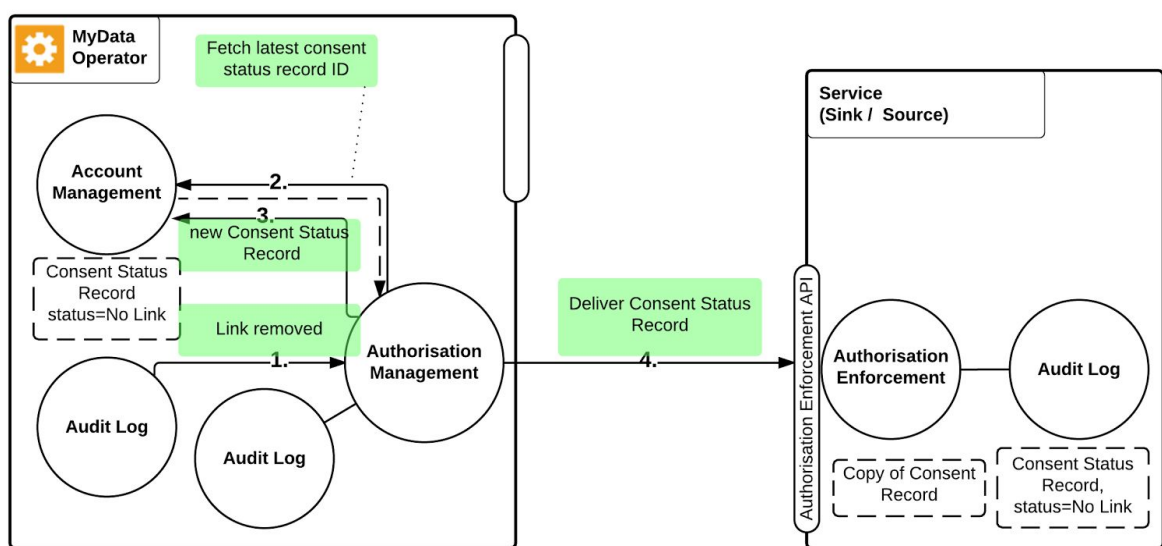 MyData
Operator
Fetch latest consent
status record ID
Account
Management
2.
3.
new Consent Status
Record
Consent Status
Record
status=No Link
Link removed
1.
Authorisation
Management
Audit Log
Audit Log
Deliver Consent Status
Record
4.
Service
(Sink / Source)
Authorisation Enforcement API
Authorisation
Enforcement
Audit Log
Copy of Consent
Record
Consent Status
Record,
status=No Link